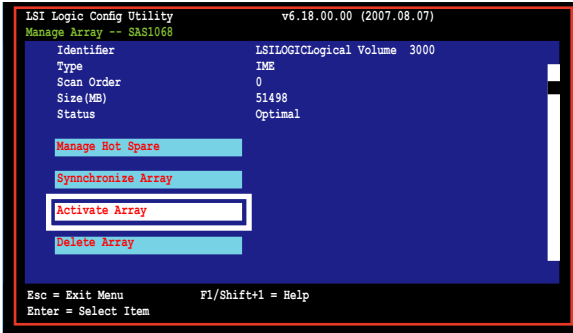 LSI Logic Config Utility v6.18.00.00 (2007.08.07)
Manage Array -- SAS1068
Identifier LSILOGICLogical Volume 3000
Type IME
Scan Order 0
Size(MB) 51498
Status Optimal
Manage Hot Spare
Synnchronize Array
Activate Array
Delete Array
Esc = Exit Menu F1/Shift+1 = Help
Enter = Select Item